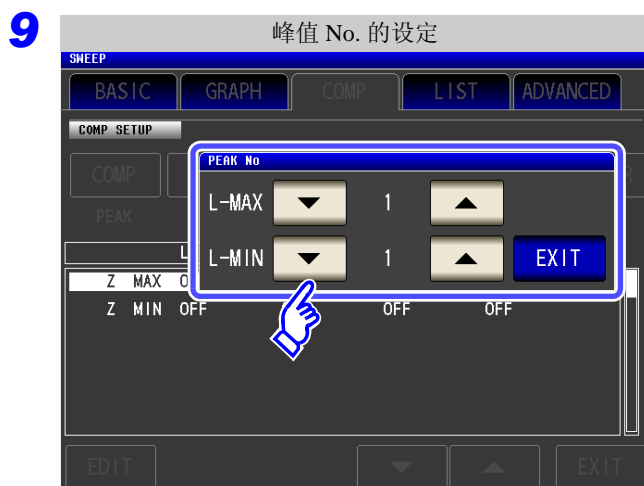 9 峰值 No. 的设定
SWEEP
BASIC GRAPH COMP LIST ADVANCED
COMP SETUP
COMP
PEAK
PEAK No
L-MAX 1
L-MIN 1 EXIT
Z MAX
Z MIN OFF OFF OFF
EDIT EXIT